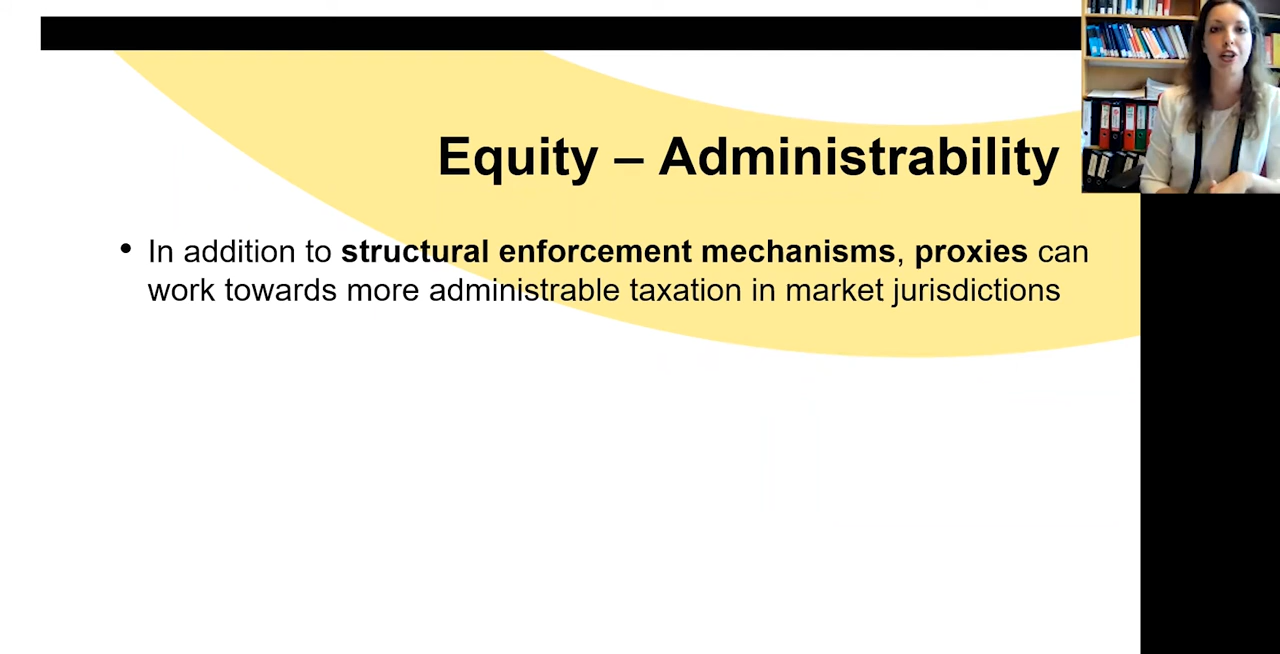 Equity – Administrability
• In addition to structural enforcement mechanisms, proxies can
work towards more administrable taxation in market jurisdictions